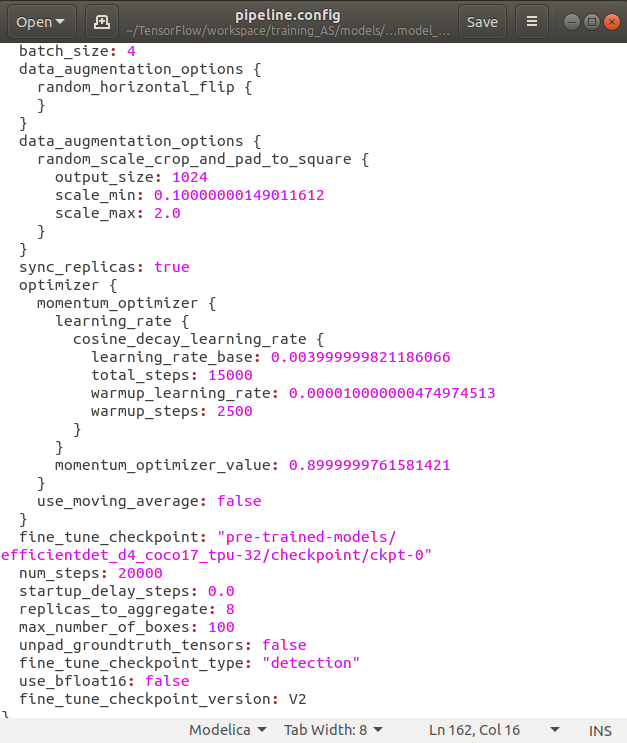 pipeline.config
Open
~/TensorFlow/workspace/training_AS/models/...model_...
Save
batch_size: 4
data_augmentation_options {
random_horizontal_flip {
}
}
data_augmentation_options {
random_scale_crop_and_pad_to_square {
output_size: 1024
scale_min: 0.10000000149011612
scale_max: 2.0
}
}
sync_replicas: true
optimizer {
momentum_optimizer {
learning_rate {
cosine_decay_learning_rate {
learning_rate_base: 0.003999999821186066
total_steps: 15000
warmup_learning_rate: 0.000010000000474974513
warmup_steps: 2500
}
}
momentum_optimizer_value: 0.8999999761581421
}
use_moving_average: false
}
fine_tune_checkpoint: "pre-trained-models/
efficientdet_d4_coco17_tpu-32/checkpoint/ckpt-0"
num_steps: 20000
startup_delay_steps: 0.0
replicas_to_aggregate: 8
max_number_of_boxes: 100
unpad_groundtruth_tensors: false
fine_tune_checkpoint_type: "detection"
use_bfloat16: false
fine_tune_checkpoint_version: V2
}
Modelica Tab Width: 8 Ln 162, Col 16 INS